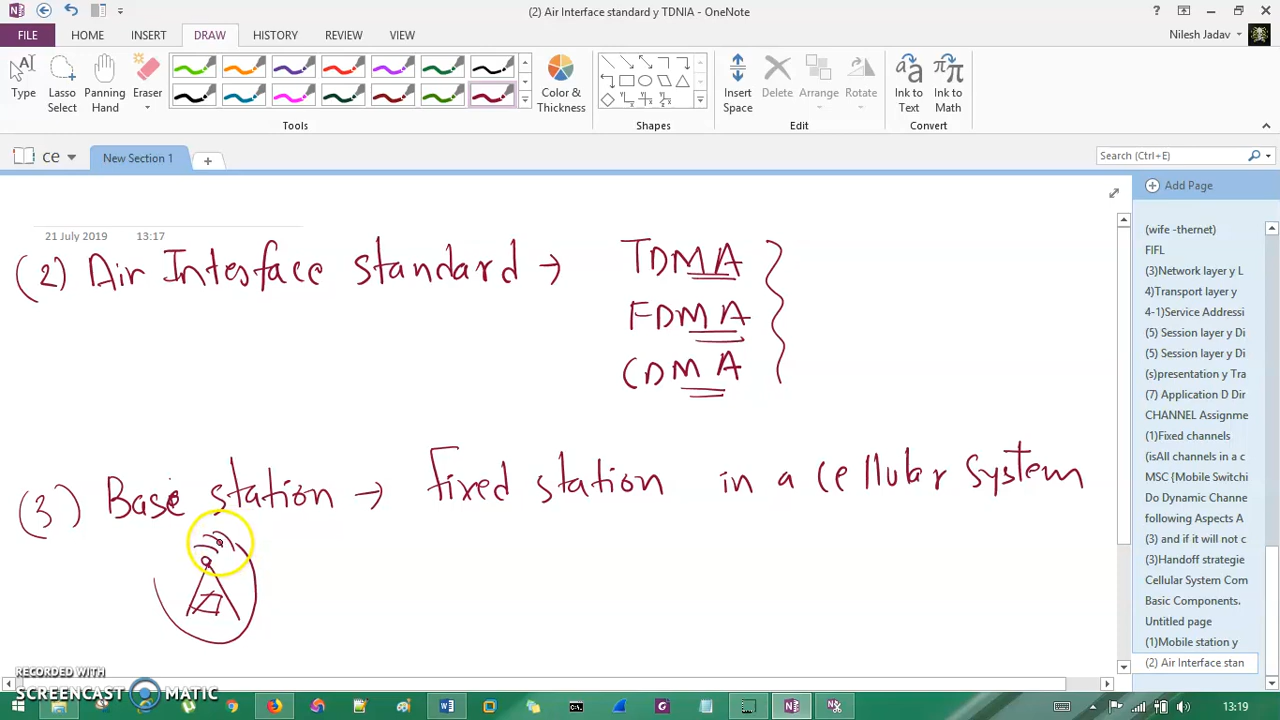 (2) Air Interface standard y TDNIA - OneNote
FILE HOME INSERT DRAW HISTORY REVIEW VIEW
Nilesh Jadav
Type
Lasso Select
Panning Hand
Eraser
Color & Thickness
Insert Space
Delete
Arrange
Rotate
Ink to Text
Ink to Math
Tools Shapes Edit Convert
ce
New Section 1
Search (Ctrl+E)
Add Page
21 July 2019 13:17
(2) Air Interface standard → TDMA
FDMA
CDMA
(3) Base station → Fixed station in a cellular system
(wife -thernet)
FIFL
(3)Network layer y L
4)Transport layer y
4-1)Service Addressi
(5) Session layer y Di
(5) Session layer y Di
(s)presentation y Tra
(7) Application D Dir
CHANNEL Assignme
(1)Fixed channels
(isAll channels in a c
MSC {Mobile Switchi
Do Dynamic Channe
following Aspects A
(3) and if it will not c
(3)Handoff strategie
Cellular System Com
Basic Components.
Untitled page
(1)Mobile station y
(2) Air Interface stan
RECORDED WITH
SCREENCAST MATIC
13:19